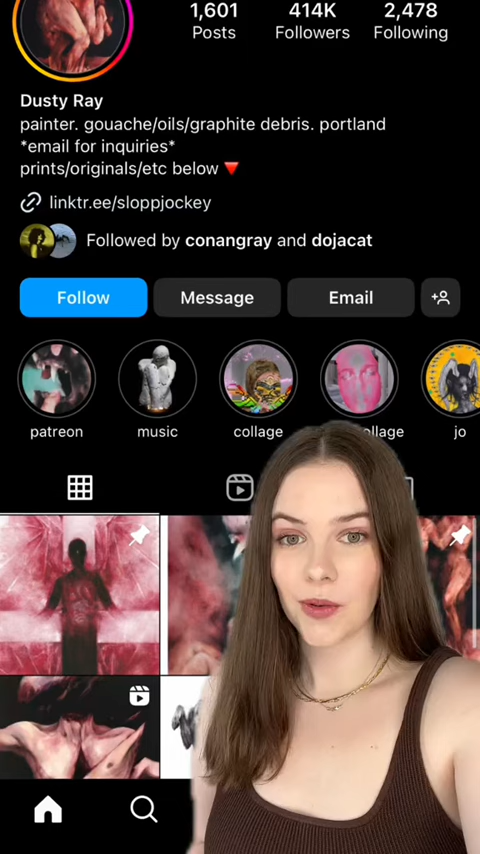 1,601 414K 2,478
Posts Followers Following
Dusty Ray
painter. gouache/oils/graphite debris. portland
*email for inquiries*
prints/originals/etc below 🔻
linktr.ee/sloppjockey
Followed by conangray and dojacat
Follow Message Email
patreon music collage jo